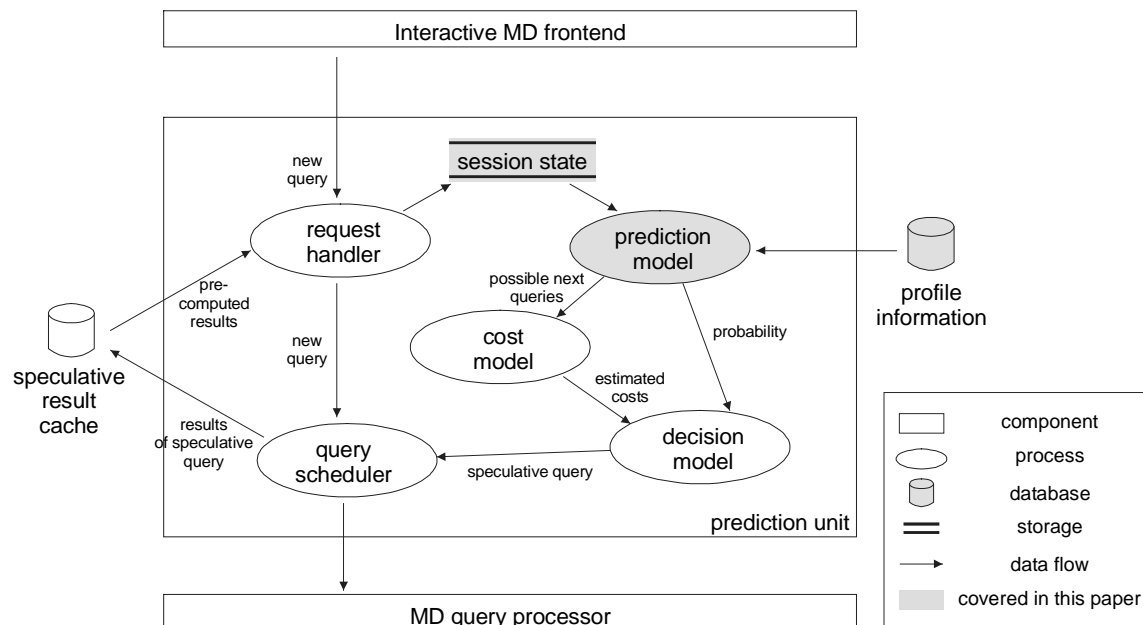 Interactive MD frontend
new
query
session state
request
handler
prediction
model
profile
information
pre-
computed
results
possible next
queries
probability
new
query
cost
model
speculative
result
cache
estimated
costs
results
of speculative
query
query
scheduler
speculative query
decision
model
prediction unit
MD query processor
component
process
database
storage
data flow
covered in this paper